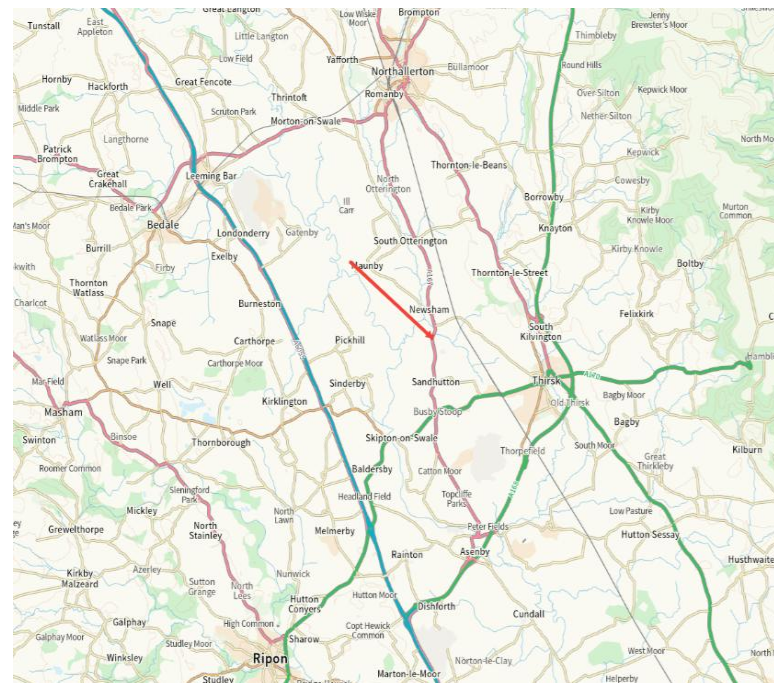 Great Langton
Low Wiske
Moor
Brompton
Jenny
Brewster's Moor
East
Appleton
Tunstall
Little Langton
Thimbleby
Low Field
Yafforth
Northallerton
Büllamoor
Round Hills
Hornby
Hackforth
Great Fencote
Romanby
Over-Silton
Kepwick Moor
Thrintoft
Middle Park
Scruton Park
Morton-on-Swale
Nether-Silton
Langthorne
North Mo
Patrick
Brompton
Great
Crakehall
Leeming Bar
North
Otterington
Thornton-le-Beans
Kepwick
Cowesby
Bedale Park
Ill
Carr
Borrowby
Kirby
Knowle Moor
Murton
Common
Man's Moor
Bedale
Londonderry
Gatenby
South Otterington
Knayton
Burrill
Exelby
Kirby Knowle
Firby
Maunby
Thornton-le-Street
Boltby
kwith
Thornton
Watlass
A167
Charlcot
Burneston
Newsham
Felixkirk
Snape
South
Kilvington
Watlass Moor
Carthorpe
Pickhill
Snape Park
Carthorpe Moor
Hambl
Mar Field
Well
Sinderby
Sandhutton
Thirsk
A170
Masham
Kirklington
Busby Stoop
Old Thirsk
Bagby Moor
Swinton
Binsoe
Thornborough
Skipton-on-Swale
Bagby
Roomer Common
Thorpefield
South Moor
Kilburn
Baldersby
Catton Moor
Great
Thirkleby
Sleningford
Park
Headland Field
Topcliffe
Parks
A168
Mickley
North
Lawn
Low Pasture
Grewelthorpe
North
Stainley
Melmerby
Peter Fields
Hutton Sessay
Rainton
Asenby
Azerley
Nunwick
Husthwaite
Kirkby
Malzeard
Sutton
Grange
North
Lees
Hutton
Conyers
Hutton Moor
Dishforth
Galphay
High Common
Copt Hewick
Common
Cundall
Galphay Moor
Studley Moor
Sharow
Winksley
Ripon
Norton-le-Clay
West Moor
Studley
Marton-le-Moor
Helperby